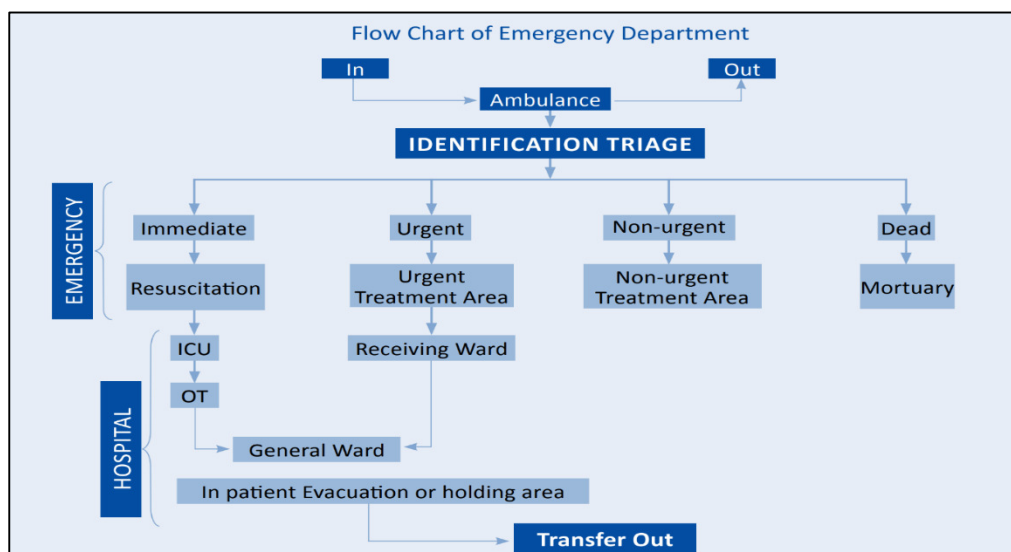 Flow Chart of Emergency Department
In
Out
Ambulance
IDENTIFICATION TRIAGE
EMERGENCY
Immediate
Urgent
Non-urgent
Dead
Resuscitation
Urgent
Treatment Area
Non-urgent
Treatment Area
Mortuary
HOSPITAL
ICU
Receiving Ward
OT
General Ward
In patient Evacuation or holding area
Transfer Out